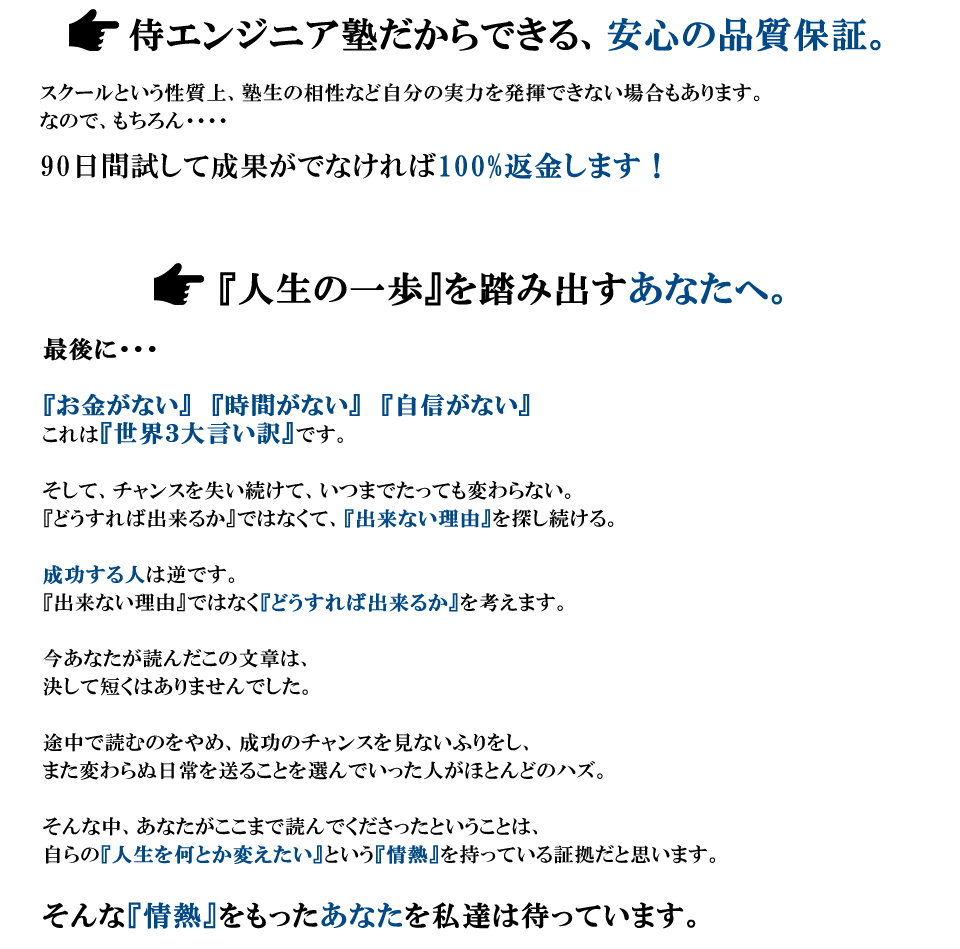 侍エンジニア塾だからできる、安心の品質保証。
スクールという性質上、塾生の相性など自分の実力を発揮できない場合もあります。
なので、もちろん・・・・
90日間試して成果がでなければ100%返金します！
『人生の一歩』を踏み出すあなたへ。
最後に・・・
『お金がない』『時間がない』『自信がない』
これは『世界3大言い訳』です。
そして、チャンスを失い続けて、いつまでたっても変わらない。
『どうすれば出来るか』ではなくて、『出来ない理由』を探し続ける。
成功する人は逆です。
『出来ない理由』ではなく『どうすれば出来るか』を考えます。
今あなたが読んだこの文章は、
決して短くはありませんでした。
途中で読むのをやめ、成功のチャンスを見ないふりをし、
また変わらぬ日常を送ることを選んでいった人がほとんどのハズ。
そんな中、あなたがここまで読んでくださったということは、
自らの『人生を何とか変えたい』という『情熱』を持っている証拠だと思います。
そんな『情熱』をもったあなたを私達は待っています。